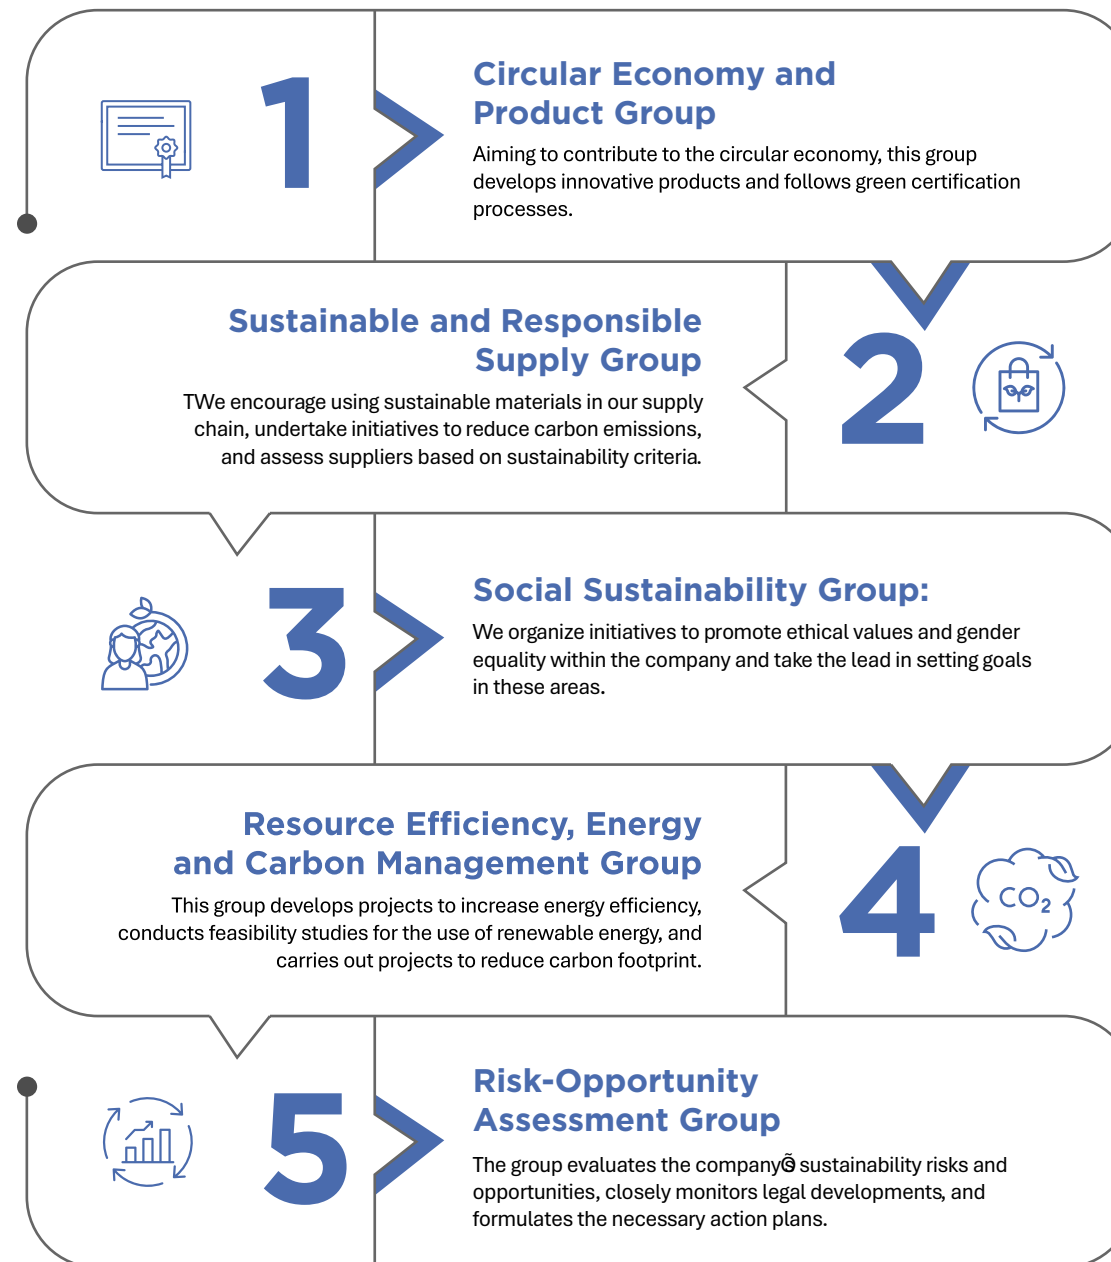 1
Circular Economy and
Product Group
Aiming to contribute to the circular economy, this group
develops innovative products and follows green certification
processes.
Sustainable and Responsible
Supply Group
TWe encourage using sustainable materials in our supply
chain, undertake initiatives to reduce carbon emissions,
and assess suppliers based on sustainability criteria.
2
3
Social Sustainability Group:
We organize initiatives to promote ethical values and gender
equality within the company and take the lead in setting goals
in these areas.
Resource Efficiency, Energy
and Carbon Management Group
This group develops projects to increase energy efficiency,
conducts feasibility studies for the use of renewable energy, and
carries out projects to reduce carbon footprint.
4
CO2
5
Risk-Opportunity
Assessment Group
The group evaluates the sustainability risks and
opportunities, closely monitors legal developments, and
formulates the necessary action plans.